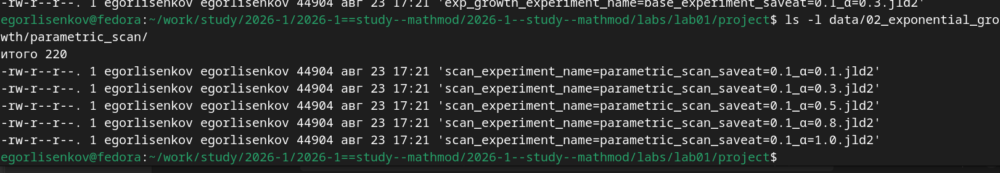 -rw-r--r--. 1 egorlisenkov egorlisenkov 44904 авг 23 17:21 'exp_growth_experiment_name=base_experiment_saveat=0.1_α=0.3.jld2'
egorlisenkov@fedora:~/work/study/2026-1/2026-1==study--mathmod/2026-1--study--mathmod/labs/lab01/project$ ls -l data/02_exponential_gro
wth/parametric_scan/
итого 220
-rw-r--r--. 1 egorlisenkov egorlisenkov 44904 авг 23 17:21 'scan_experiment_name=parametric_scan_saveat=0.1_α=0.1.jld2'
-rw-r--r--. 1 egorlisenkov egorlisenkov 44904 авг 23 17:21 'scan_experiment_name=parametric_scan_saveat=0.1_α=0.3.jld2'
-rw-r--r--. 1 egorlisenkov egorlisenkov 44904 авг 23 17:21 'scan_experiment_name=parametric_scan_saveat=0.1_α=0.5.jld2'
-rw-r--r--. 1 egorlisenkov egorlisenkov 44904 авг 23 17:21 'scan_experiment_name=parametric_scan_saveat=0.1_α=0.8.jld2'
-rw-r--r--. 1 egorlisenkov egorlisenkov 44904 авг 23 17:21 'scan_experiment_name=parametric_scan_saveat=0.1_α=1.0.jld2'
egorlisenkov@fedora:~/work/study/2026-1/2026-1==study--mathmod/2026-1--study--mathmod/labs/lab01/project$